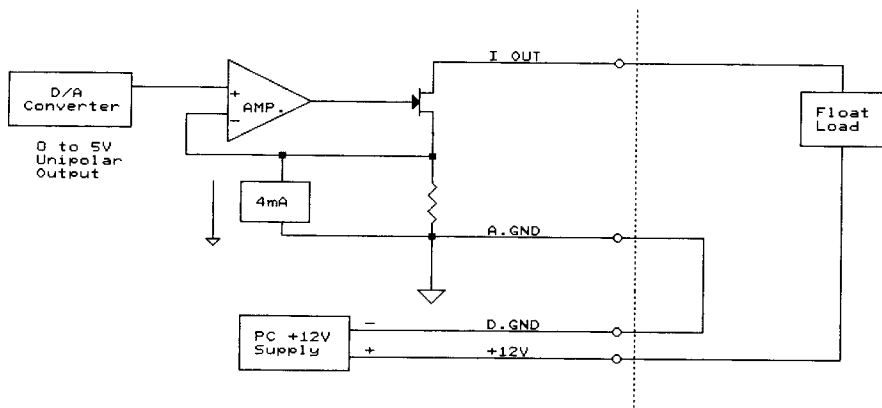 I OUT
D/A
Converter
+
AMP.
−
0 to 5V
Unipolar
Output
Float
Load
4mA
A.GND
PC +12V
Supply
−
D.GND
+
+12V